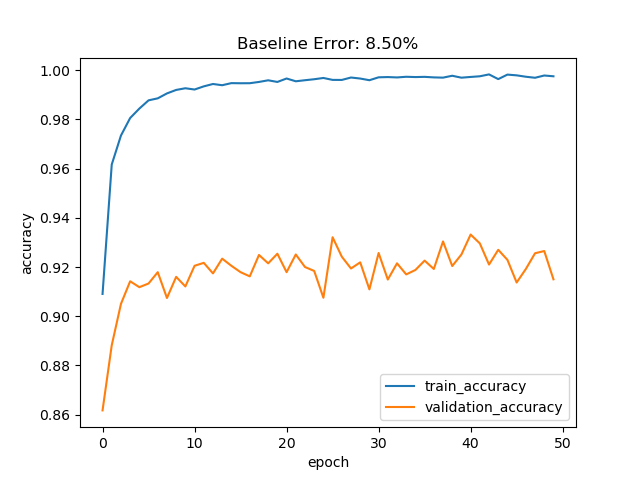 Baseline Error: 8.50%
accuracy
1.00
0.98
0.96
0.94
0.92
0.90
0.88
0.86
train_accuracy
validation_accuracy
0 10 20 30 40 50
epoch